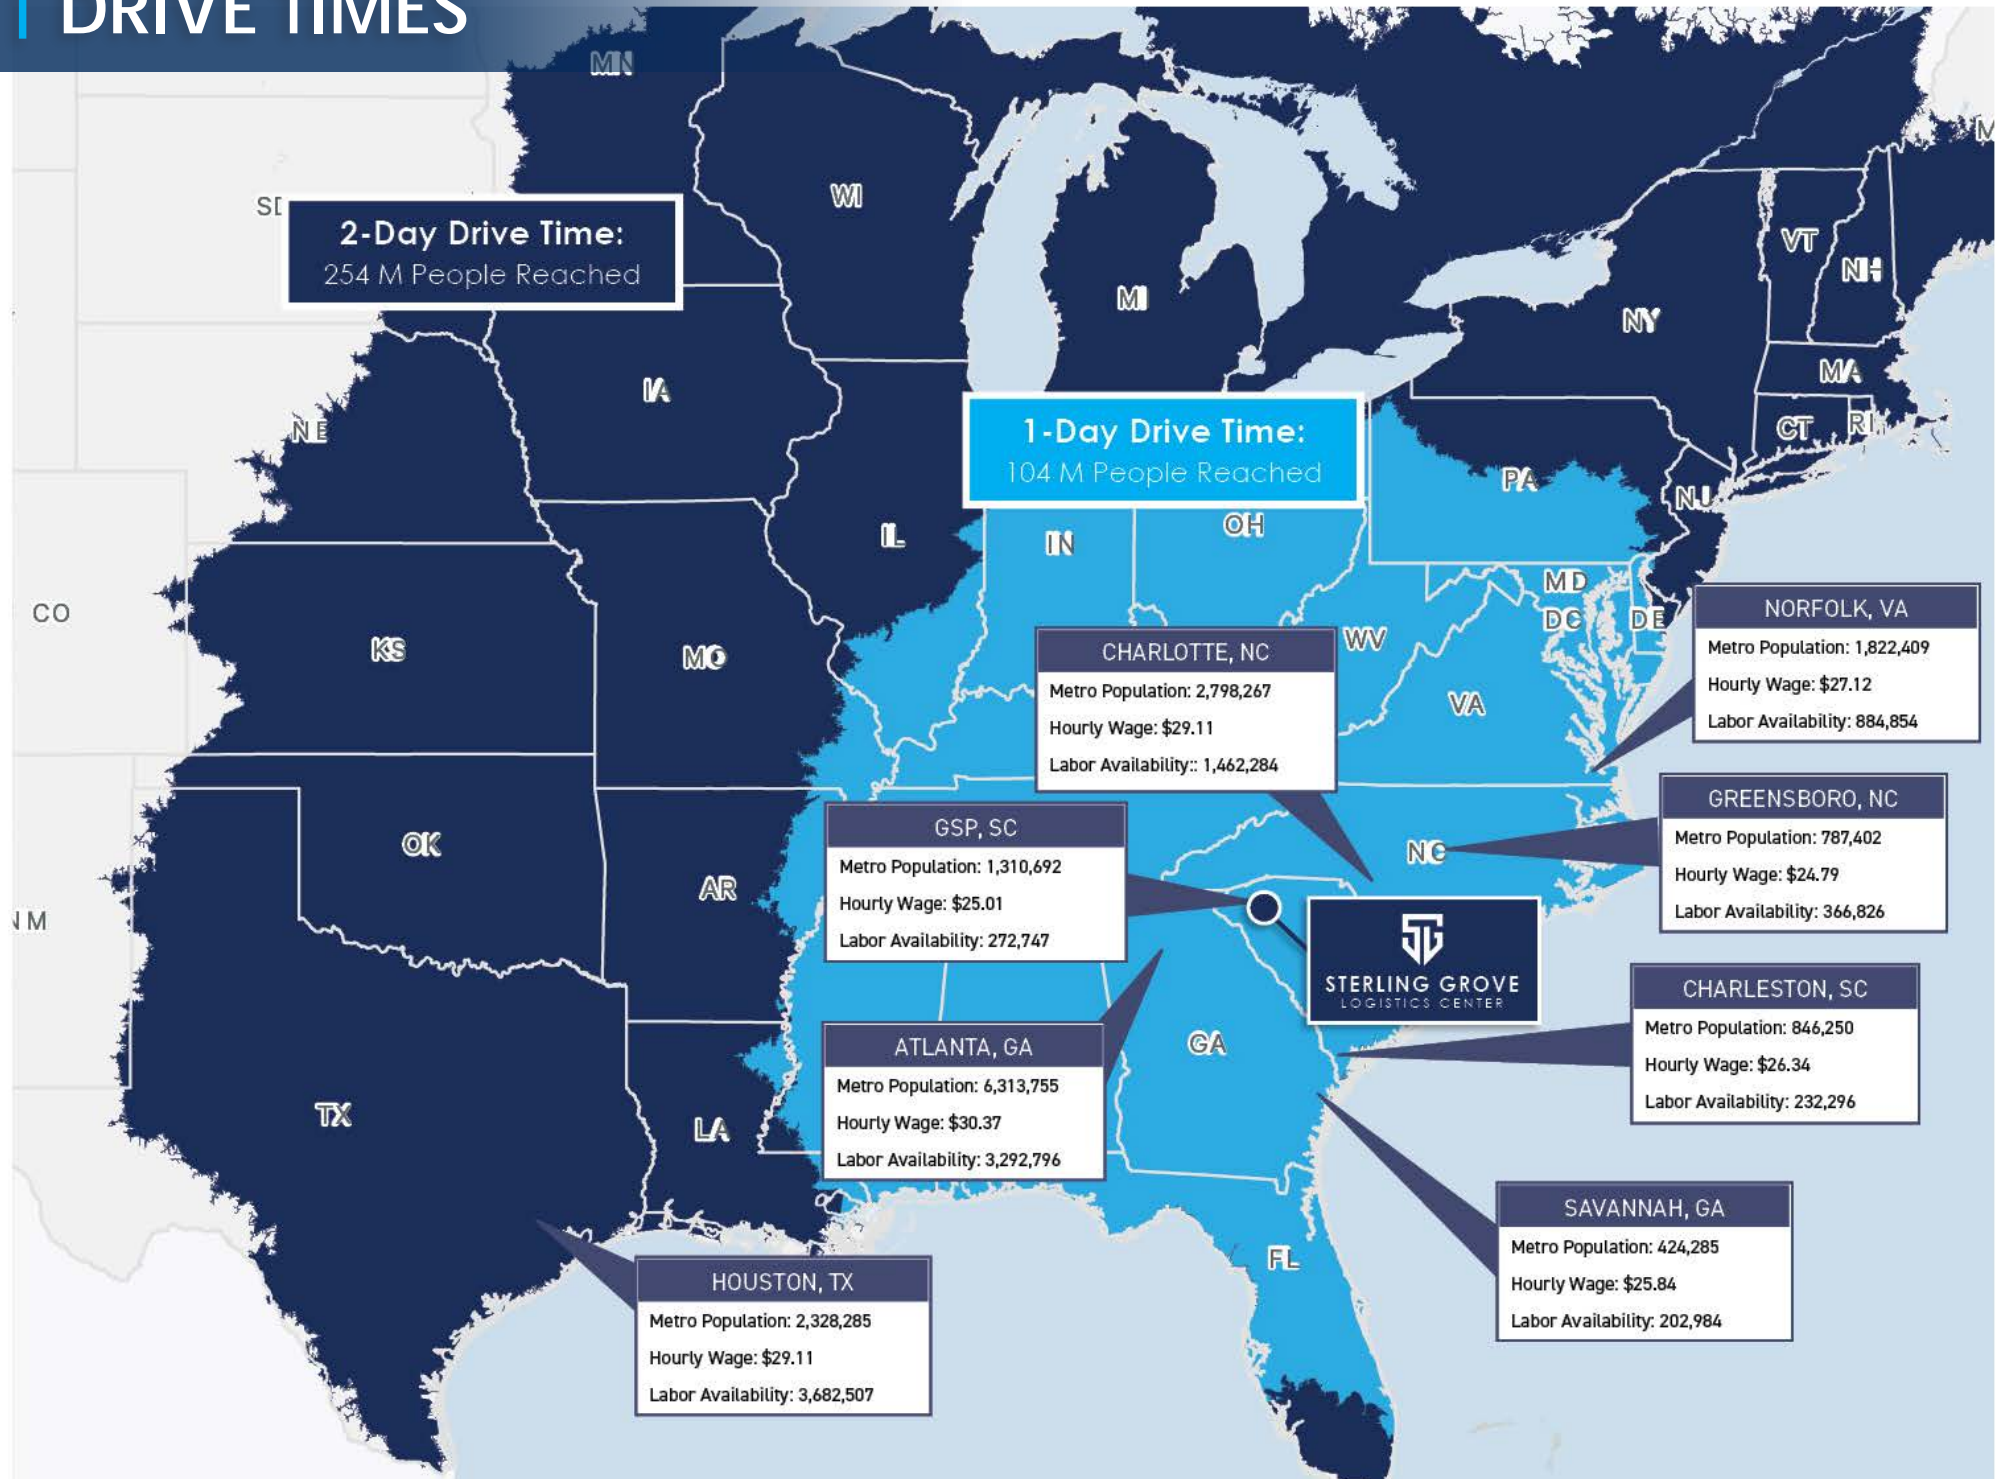 DRIVE TIMES
MN
SD
WI
MI
VT
NH
NY
MA
CT
RI
2-Day Drive Time:
254 M People Reached
IA
NE
1-Day Drive Time:
104 M People Reached
PA
NJ
IL
IN
OH
MD
DC
DE
CO
KS
MO
WV
VA
NORFOLK, VA
Metro Population: 1,822,409
Hourly Wage: $27.12
Labor Availability: 884,854
CHARLOTTE, NC
Metro Population: 2,798,267
Hourly Wage: $29.11
Labor Availability:: 1,462,284
GREENSBORO, NC
Metro Population: 787,402
Hourly Wage: $24.79
Labor Availability: 366,826
GSP, SC
Metro Population: 1,310,692
Hourly Wage: $25.01
Labor Availability: 272,747
NC
OK
AR
NM
STERLING GROVE
LOGISTICS CENTER
CHARLESTON, SC
Metro Population: 846,250
Hourly Wage: $26.34
Labor Availability: 232,296
ATLANTA, GA
Metro Population: 6,313,755
Hourly Wage: $30.37
Labor Availability: 3,292,796
GA
TX
LA
SAVANNAH, GA
Metro Population: 424,285
Hourly Wage: $25.84
Labor Availability: 202,984
FL
HOUSTON, TX
Metro Population: 2,328,285
Hourly Wage: $29.11
Labor Availability: 3,682,507